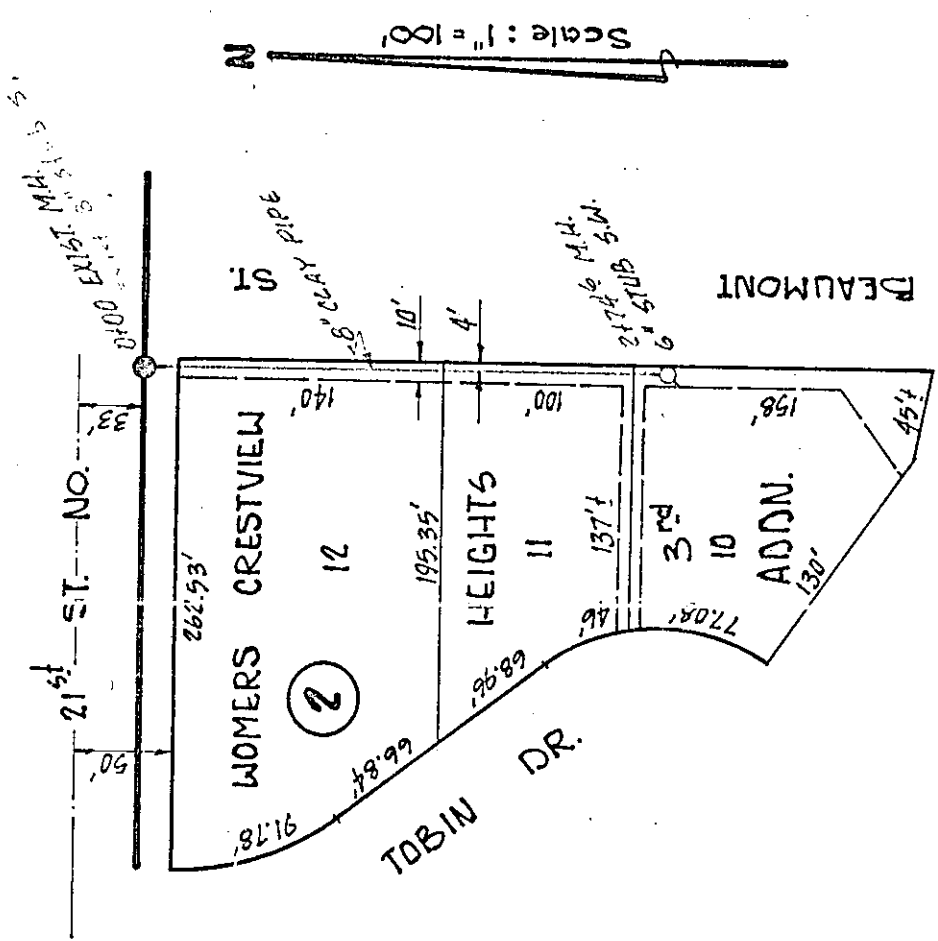 Scale : 1" = 100'
N
0+00 EXIST. M.H.
21st ST. NO.
33'
50'
262.53'
ST.
8" CLAY PIPE
10'
4'
140'
100'
WOMERS CRESTVIEW
12
2
195.35'
HEIGHTS
11
137'±
46'
3rd
10
ADDN.
2+74.6 M.H.
6" STUB S.W.
BEAUMONT
158'
45'±
130'
77.08'
68.96'
66.84'
91.78'
TOBIN DR.